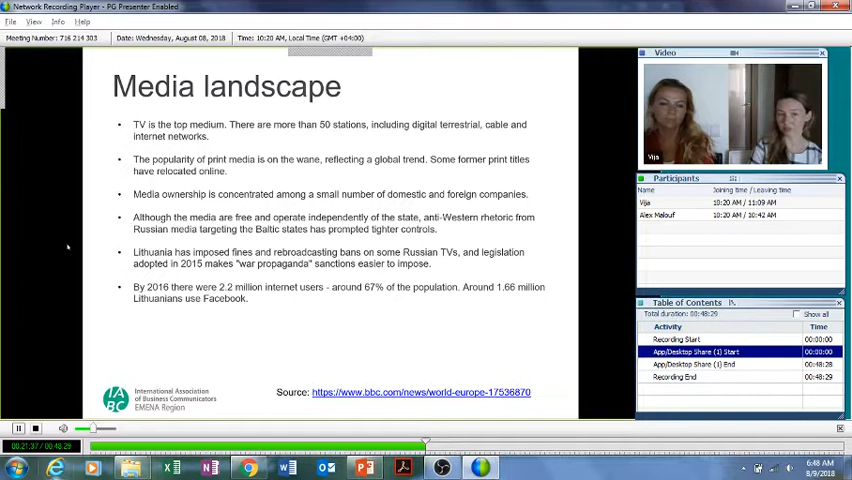 Network Recording Player - PG Presenter Enabled
File View Info Help
Meeting Number: 716 214 303 Date: Wednesday, August 08, 2018 Time: 10:20 AM, Local Time (GMT +04:00)
Media landscape
• TV is the top medium. There are more than 50 stations, including digital terrestrial, cable and
internet networks.
• The popularity of print media is on the wane, reflecting a global trend. Some former print titles
have relocated online.
• Media ownership is concentrated among a small number of domestic and foreign companies.
• Although the media are free and operate independently of the state, anti-Western rhetoric from
Russian media targeting the Baltic states has prompted tighter controls.
• Lithuania has imposed fines and rebroadcasting bans on some Russian TVs, and legislation
adopted in 2015 makes "war propaganda" sanctions easier to impose.
• By 2016 there were 2.2 million internet users - around 67% of the population. Around 1.66 million
Lithuanians use Facebook.
IABC
International Association
of Business Communicators
EMENA Region
Source: https://www.bbc.com/news/world-europe-17536870
Video
Vija
Participants
Name Joining time / Leaving time
Vija 10:20 AM / 11:09 AM
Alex Malouf 10:20 AM / 10:42 AM
Table of Contents
Total duration: 00:48:29 Show all
Activity Time
Recording Start 00:00:00
App/Desktop Share (1) Start 00:00:00
App/Desktop Share (1) End 00:48:28
Recording End 00:48:29
00:21:37 / 00:48:29
6:48 AM
8/9/2018